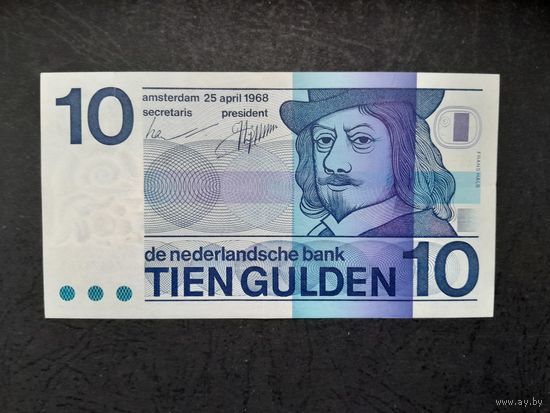 10
amsterdam 25 april 1968
secretaris president
FRANS HALS
de nederlandsche bank
TIEN GULDEN 10
www.ay.by